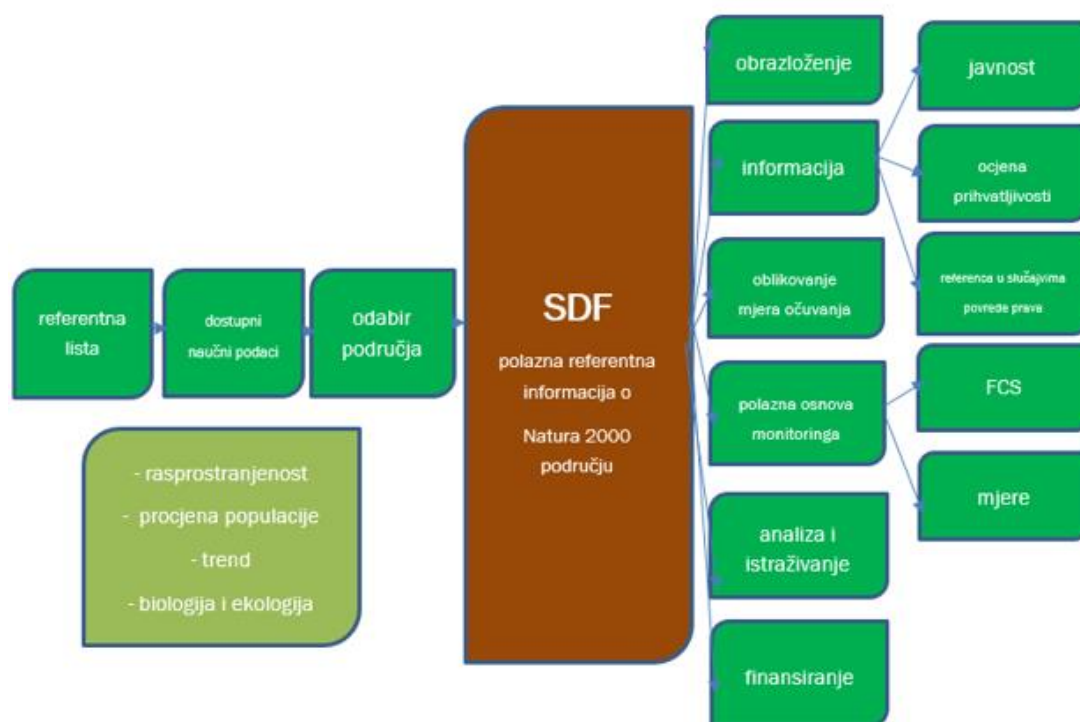 referentna
lista
dostupni
naučni podaci
odabir
područja
- rasprostranjenost
- procjena populacije
- trend
- biologija i ekologija
SDF
polazna referentna
informacija o
Natura 2000
području
obrazloženje
informacija
oblikovanje
mjera očuvanja
polazna osnova
monitoringa
analiza i
istraživanje
finansiranje
javnost
ocjena
prihvatljivosti
referenca u slučajvima
povrede prava
FCS
mjere